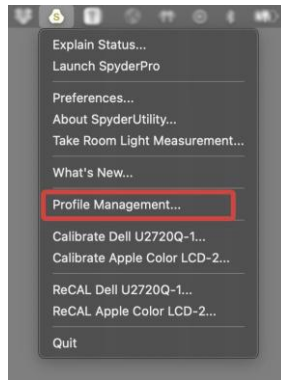 Explain Status...
Launch SpyderPro
Preferences...
About SpyderUtility...
Take Room Light Measurement...
What's New...
Profile Management...
Calibrate Dell U2720Q-1...
Calibrate Apple Color LCD-2...
ReCAL Dell U2720Q-1...
ReCAL Apple Color LCD-2...
Quit